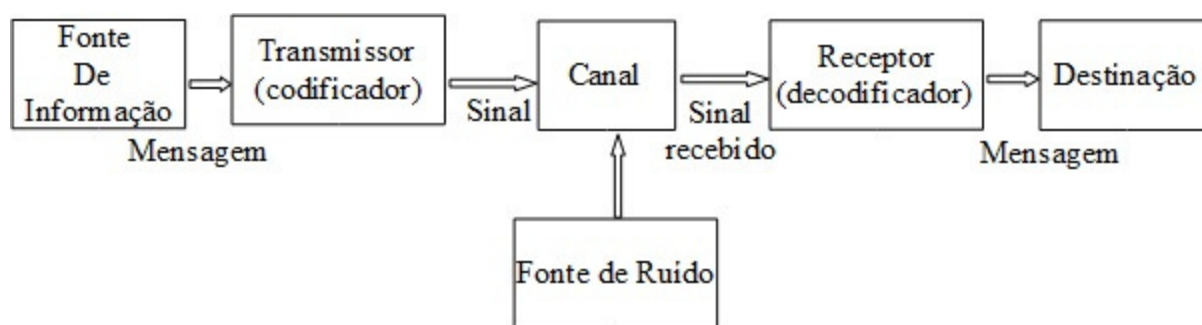 Fonte
De
Informação
Transmissor
(codificador)
Canal
Receptor
(decodificador)
Destinação
Mensagem
Sinal
Sinal
recebido
Mensagem
Fonte de Ruído